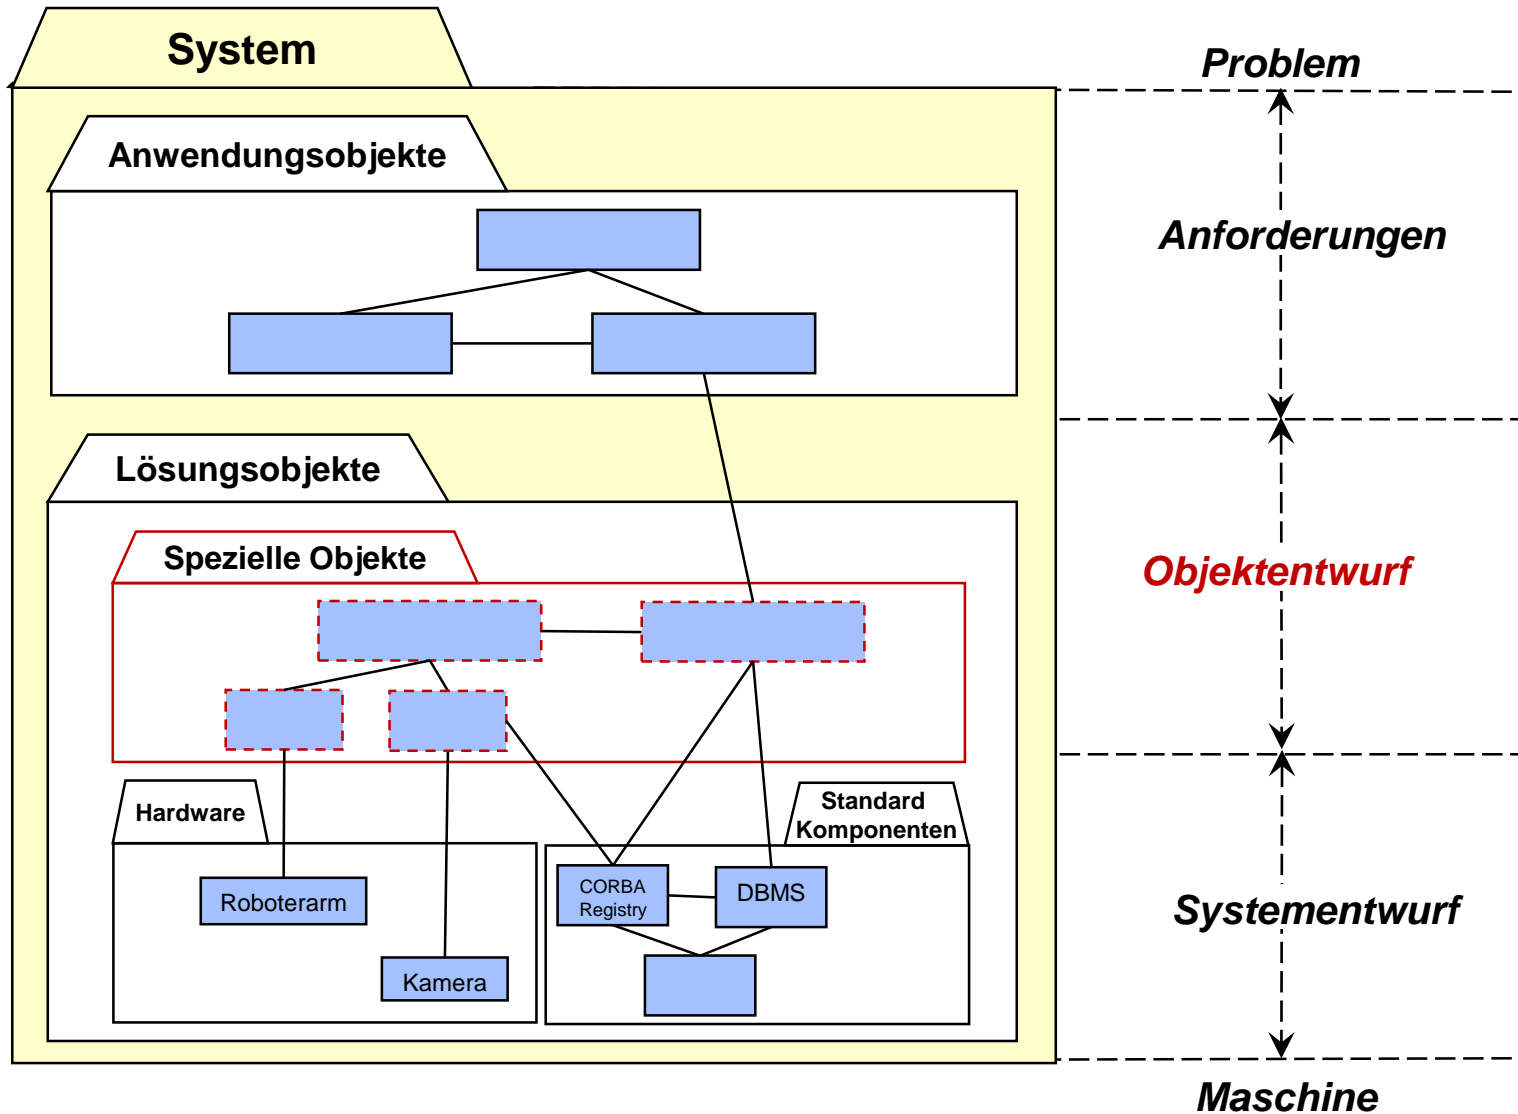 System
Problem
Anwendungsobjekte
Anforderungen
Lösungsobjekte
Spezielle Objekte
Objektentwurf
Hardware
Standard
Komponenten
Roboterarm
CORBA
Registry
DBMS
Systementwurf
Kamera
Maschine